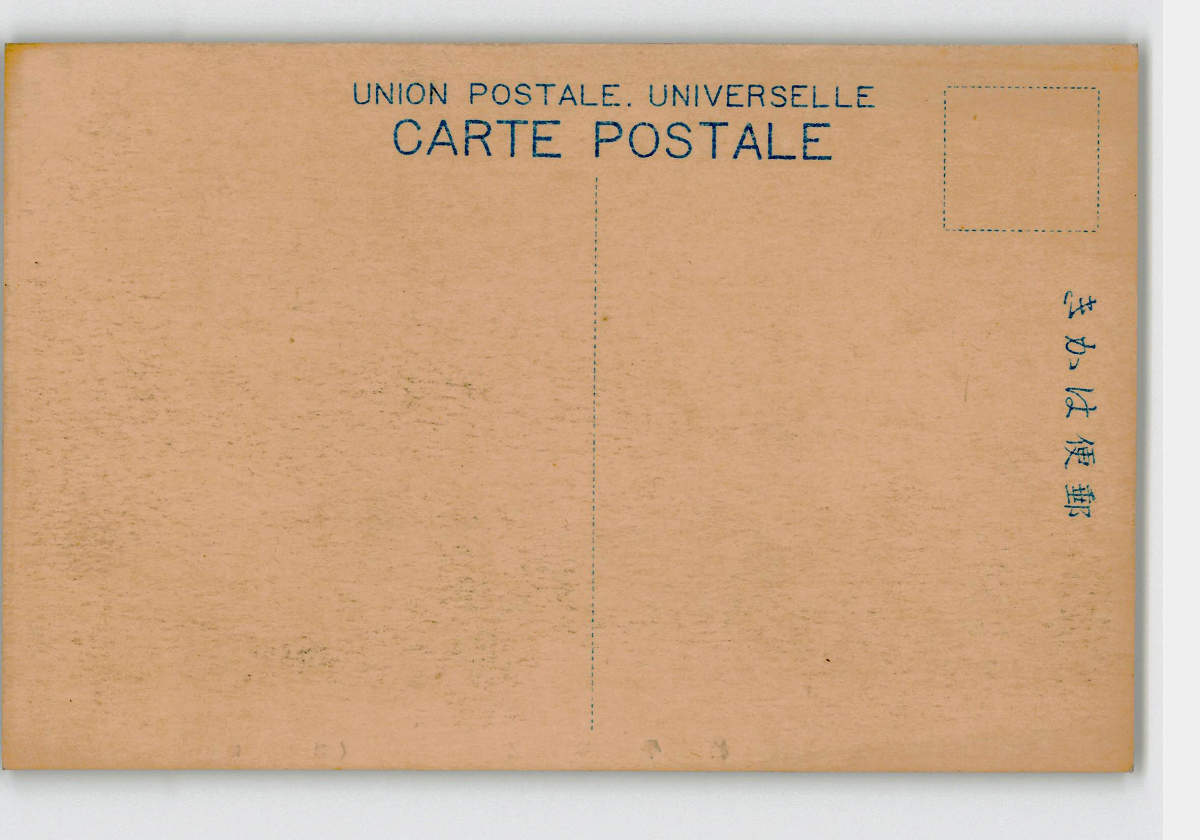 UNION POSTALE. UNIVERSELLE
CARTE POSTALE
きかは便郵